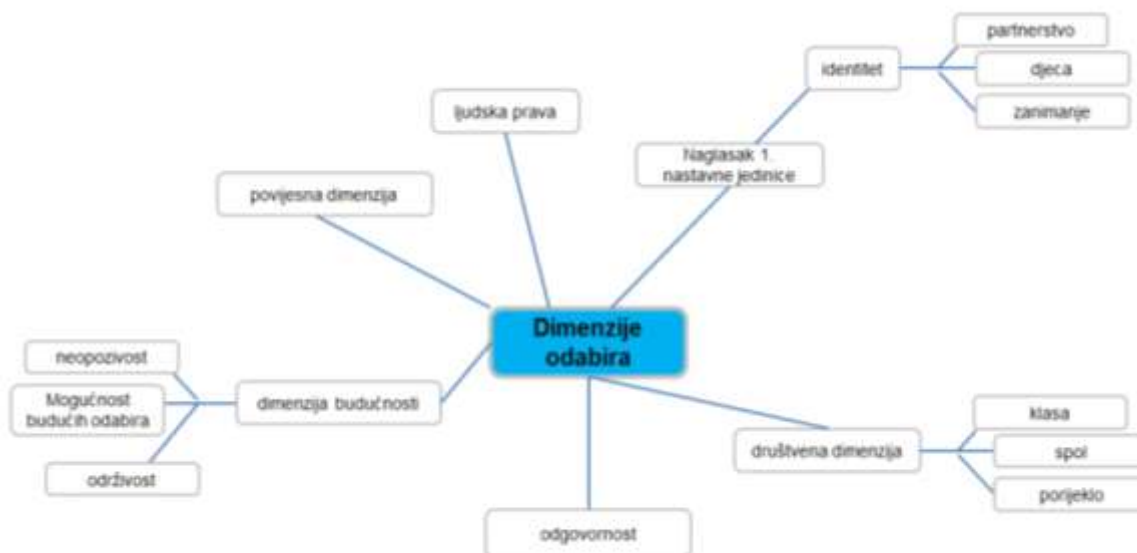 partnerstvo
identitet
djeca
zanimanje
ljudska prava
Naglasak 1.
nastavne jedinice
povijesna dimenzija
Dimenzije
odabira
neopozivost
Mogućnost
budućih odabira
dimenzija budućnosti
održivost
klasa
društvena dimenzija
spol
porijeklo
odgovornost